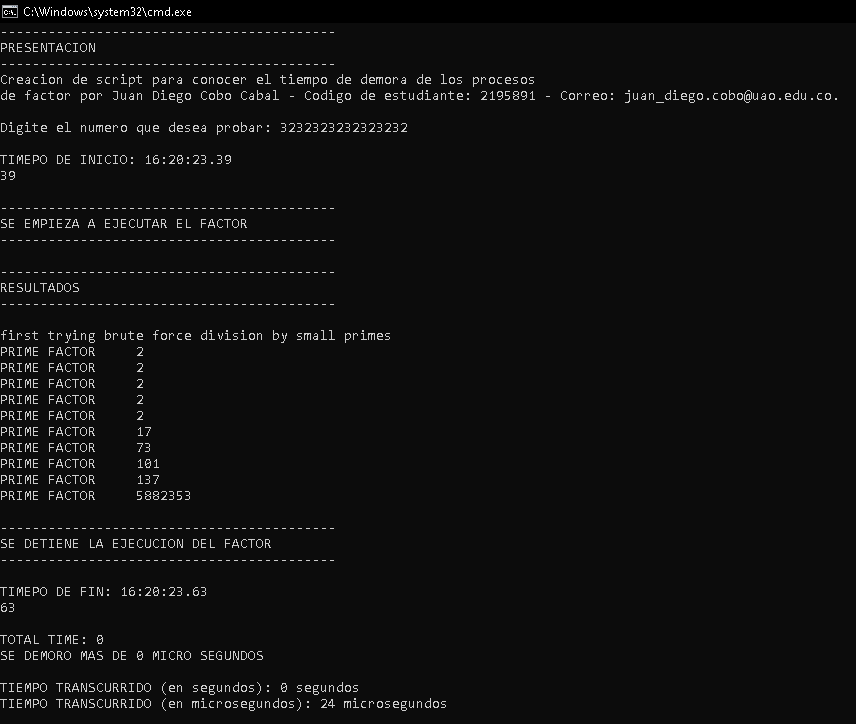 C:\Windows\system32\cmd.exe
------------------------------------------
PRESENTACION
------------------------------------------
Creacion de script para conocer el tiempo de demora de los procesos
de factor por Juan Diego Cobo Cabal - Codigo de estudiante: 2195891 - Correo: juan_diego.cobo@uao.edu.co.
Digite el numero que desea probar: 3232323232323232
TIMEPO DE INICIO: 16:20:23.39
39
------------------------------------------
SE EMPIEZA A EJECUTAR EL FACTOR
------------------------------------------
------------------------------------------
RESULTADOS
------------------------------------------
first trying brute force division by small primes
PRIME FACTOR     2
PRIME FACTOR     2
PRIME FACTOR     2
PRIME FACTOR     2
PRIME FACTOR     2
PRIME FACTOR     17
PRIME FACTOR     73
PRIME FACTOR     101
PRIME FACTOR     137
PRIME FACTOR     5882353
------------------------------------------
SE DETIENE LA EJECUCION DEL FACTOR
------------------------------------------
TIMEPO DE FIN: 16:20:23.63
63
TOTAL TIME: 0
SE DEMORO MAS DE 0 MICRO SEGUNDOS
TIEMPO TRANSCURRIDO (en segundos): 0 segundos
TIEMPO TRANSCURRIDO (en microsegundos): 24 microsegundos